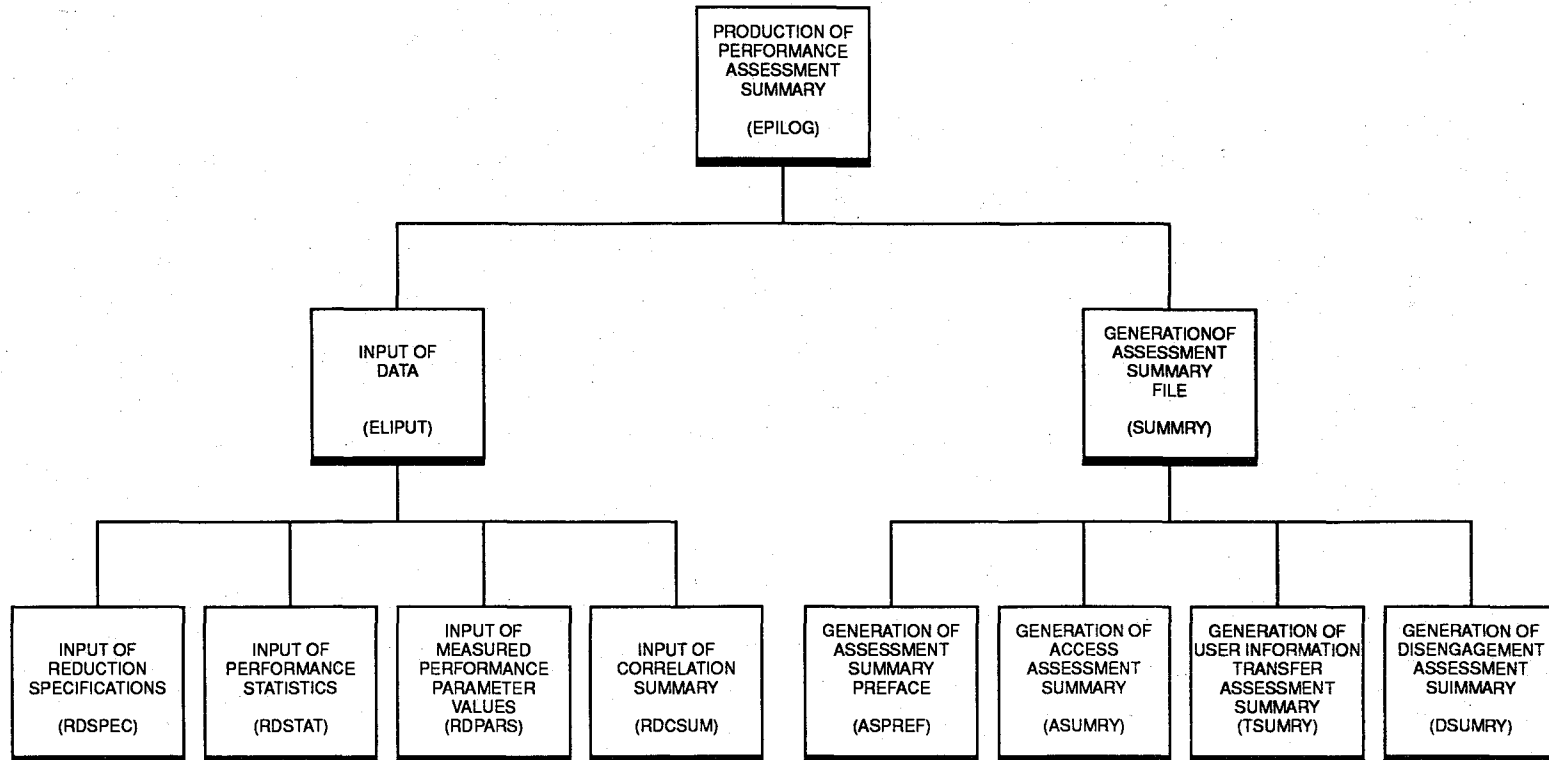 PRODUCTION OF
PERFORMANCE
ASSESSMENT
SUMMARY
(EPILOG)
INPUT OF
DATA
(ELIPUT)
GENERATIONOF
ASSESSMENT
SUMMARY
FILE
(SUMMRY)
INPUT OF
REDUCTION
SPECIFICATIONS
(RDSPEC)
INPUT OF
PERFORMANCE
STATISTICS
(RDSTAT)
INPUT OF
MEASURED
PERFORMANCE
PARAMETER
VALUES
(RDPARS)
INPUT OF
CORRELATION
SUMMARY
(RDCSUM)
GENERATION OF
ASSESSMENT
SUMMARY
PREFACE
(ASPREF)
GENERATION OF
ACCESS
ASSESSMENT
SUMMARY
(ASUMRY)
GENERATION OF
USER INFORMATION
TRANSFER
ASSESSMENT
SUMMARY
(TSUMRY)
GENERATION OF
DISENGAGEMENT
ASSESSMENT
SUIMMARY
(DSUMRY)